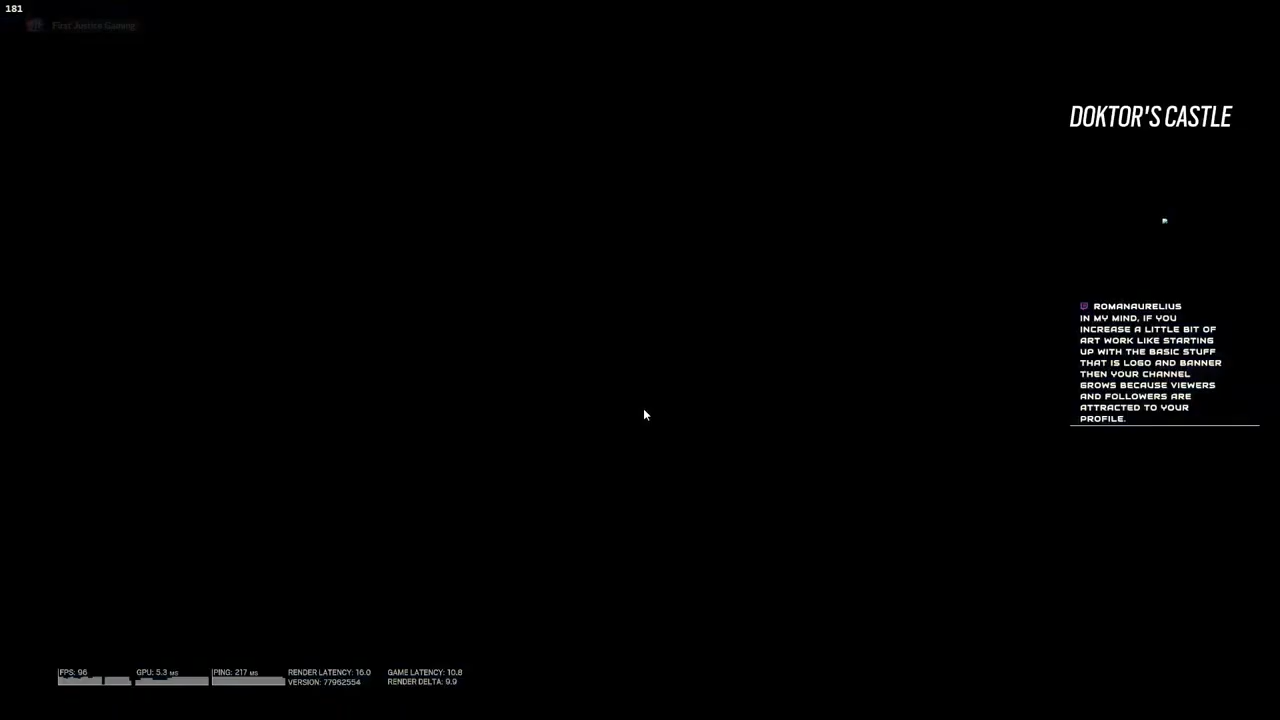 181
First Justice Gaming
DOKTOR'S CASTLE
ROMANAURELIUS
IN MY MIND, IF YOU
INCREASE A LITTLE BIT OF
ART WORK LIKE STARTING
UP WITH THE BASIC STUFF
THAT IS LOGO AND BANNER
THEN YOUR CHANNEL
GROWS BECAUSE VIEWERS
AND FOLLOWERS ARE
ATTRACTED TO YOUR
PROFILE.
FPS: 96 GPU: 5.3 MS PING: 217 MS RENDER LATENCY: 16.0 GAME LATENCY: 10.8
VERSION: 77962554 RENDER DELTA: 9.9